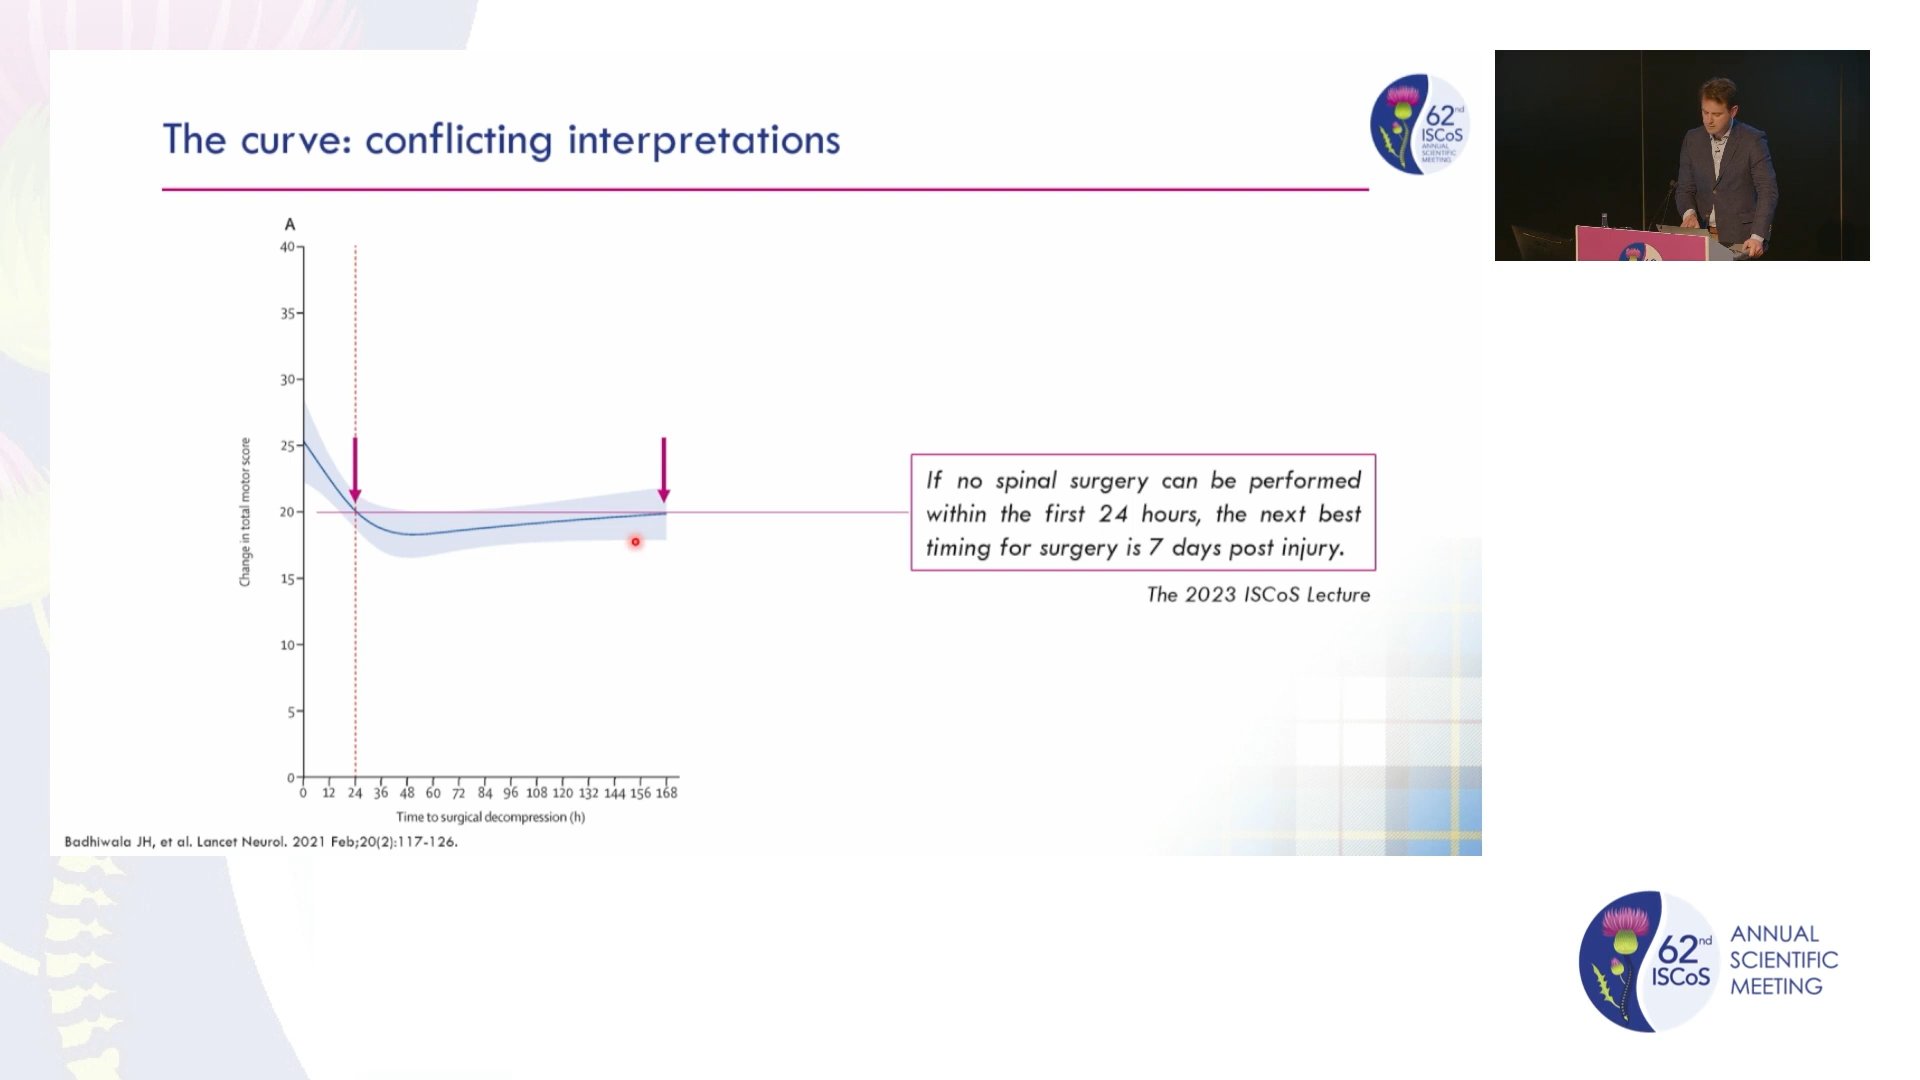 The curve: conflicting interpretations
62nd
ISCoS
ANNUAL
SCIENTIFIC
MEETING
A
40
35
30
25
20
15
10
5
0
Change in total motor score
0 12 24 36 48 60 72 84 96 108 120 132 144 156 168
Time to surgical decompression (h)
If no spinal surgery can be performed
within the first 24 hours, the next best
timing for surgery is 7 days post injury.
The 2023 ISCoS Lecture
Badhiwala JH, et al. Lancet Neurol. 2021 Feb;20(2):117-126.
62nd
ISCoS
ANNUAL
SCIENTIFIC
MEETING